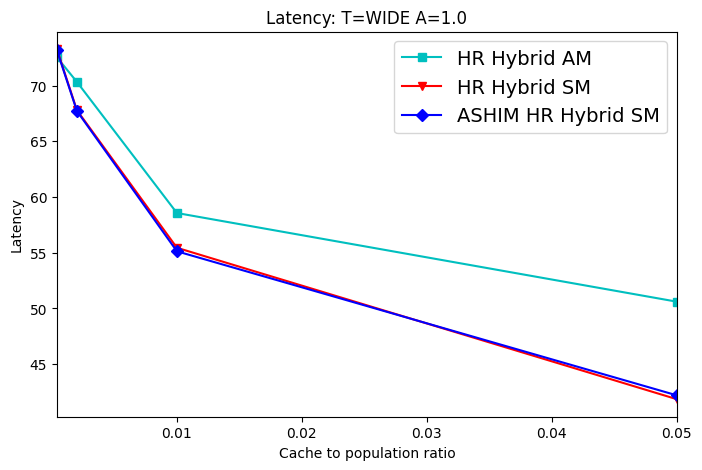 Latency: T=WIDE A=1.0
HR Hybrid AM
HR Hybrid SM
ASHIM HR Hybrid SM
Latency
70
65
60
55
50
45
0.01
0.02
0.03
0.04
0.05
Cache to population ratio